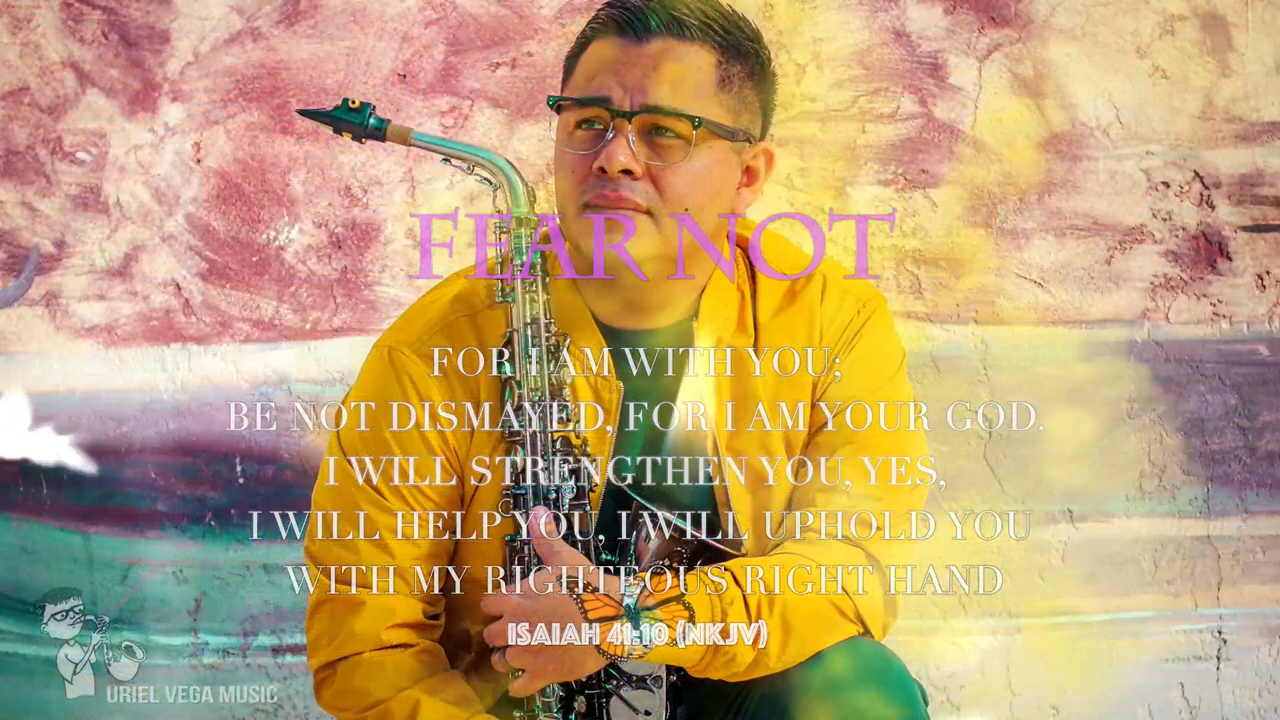 FEAR NOT
FOR I AM WITH YOU;
BE NOT DISMAYED, FOR I AM YOUR GOD.
I WILL STRENGTHEN YOU, YES,
I WILL HELP YOU, I WILL UPHOLD YOU
WITH MY RIGHTEOUS RIGHT HAND
ISAIAH 41:10 (NKJV)
URIEL VEGA MUSIC